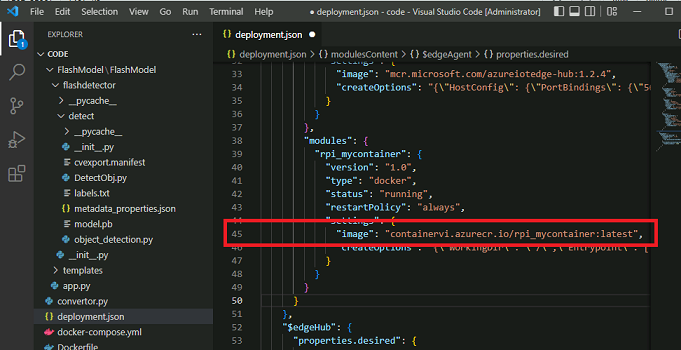 File Edit Selection View Go Run Terminal Help
deployment.json - code - Visual Studio Code [Administrator]
EXPLORER
CODE
FlashModel \ FlashModel
flashdetector
__pycache__
detect
__pycache__
__init__.py
cvexport.manifest
DetectObj.py
labels.txt
metadata_properties.json
model.pb
object_detection.py
__init__.py
templates
app.py
convertor.py
deployment.json
docker-compose.yml
Dockerfile
1
{} deployment.json
{} deployment.json > {} modulesContent > {} $edgeAgent > {} properties.desired
33 "image": "mcr.microsoft.com/azureiotedge-hub:1.2.4",
34 "createOptions": "{\"HostConfig\": {\"PortBindings\": {\"5
35 }
36 }
37 },
38 "modules": {
39 "rpi_mycontainer": {
40 "version": "1.0",
41 "type": "docker",
42 "status": "running",
43 "restartPolicy": "always",
44 "settings": {
45 "image": "containervi.azurecr.io/rpi_mycontainer:latest",
46 "createOptions": "{\"WorkingDir\": \"/\",\"Entrypoint\": [
47 }
48 }
49 }
50 }
51 },
52 "$edgeHub": {
53 "properties.desired": {